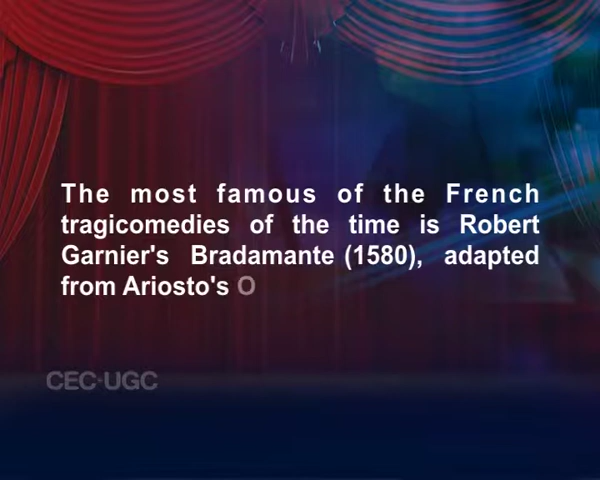 The most famous of the French
tragicomedies of the time is Robert
Garnier's Bradamante (1580), adapted
from Ariosto's O
CEC-UGC